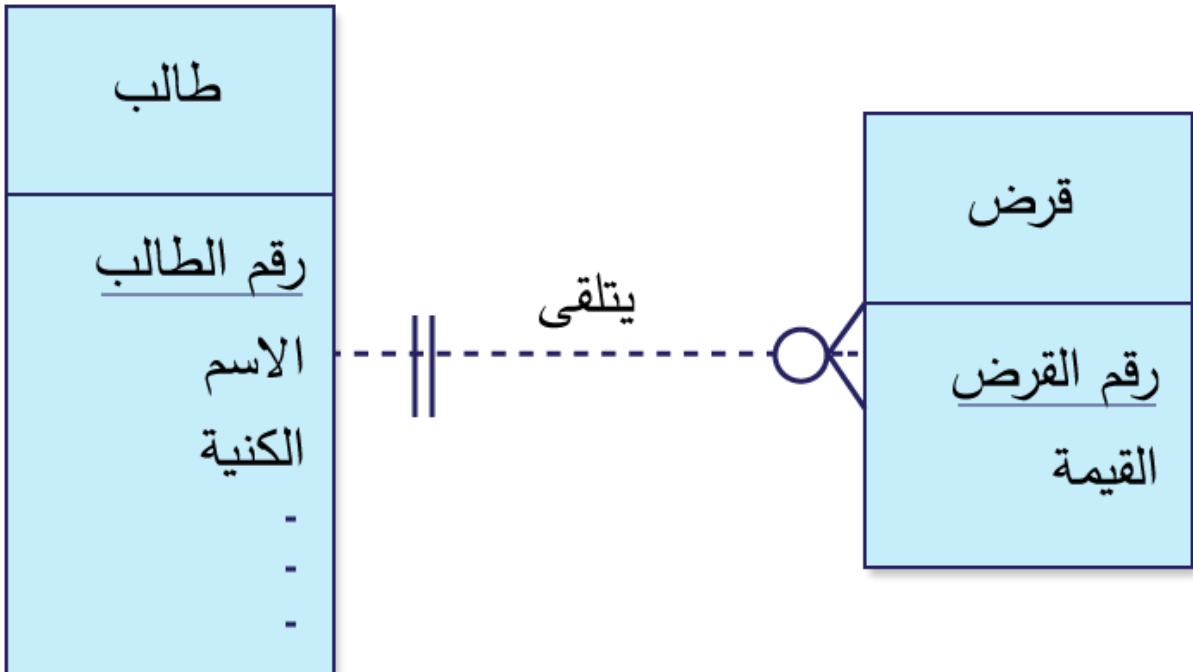 طالب
رقم الطالب
الاسم
الكنية
-
-
-
يتلقى
قرض
رقم القرض
القيمة